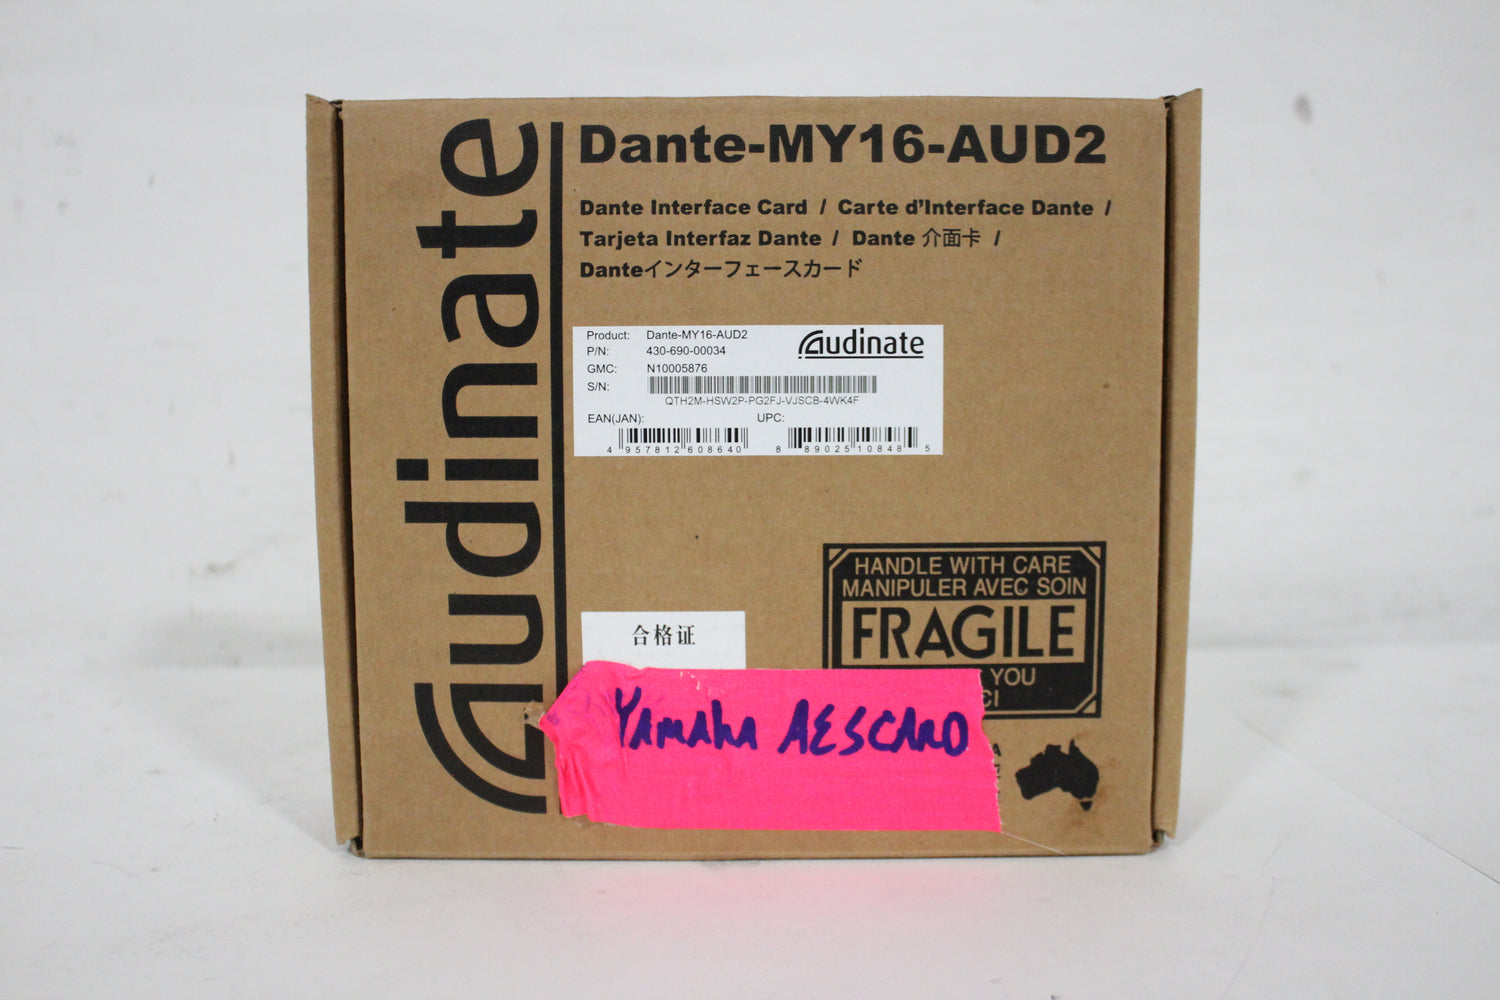 Audinate
Dante-MY16-AUD2
Dante Interface Card / Carte d'Interface Dante /
Tarjeta Interfaz Dante / Dante 介面卡 /
Danteインターフェースカード
Product: Dante-MY16-AUD2
Audinate
P/N: 430-690-00034
GMC: N10005876
S/N:
QTH2M-HSW2P-PG2FJ-VJSCB-4WK4F
EAN(JAN): UPC:
4 957812 608640 8 89025 10848 5
HANDLE WITH CARE
MANIPULER AVEC SOIN
FRAGILE
YOU
CI
合格证
YAMAHA AESCARD